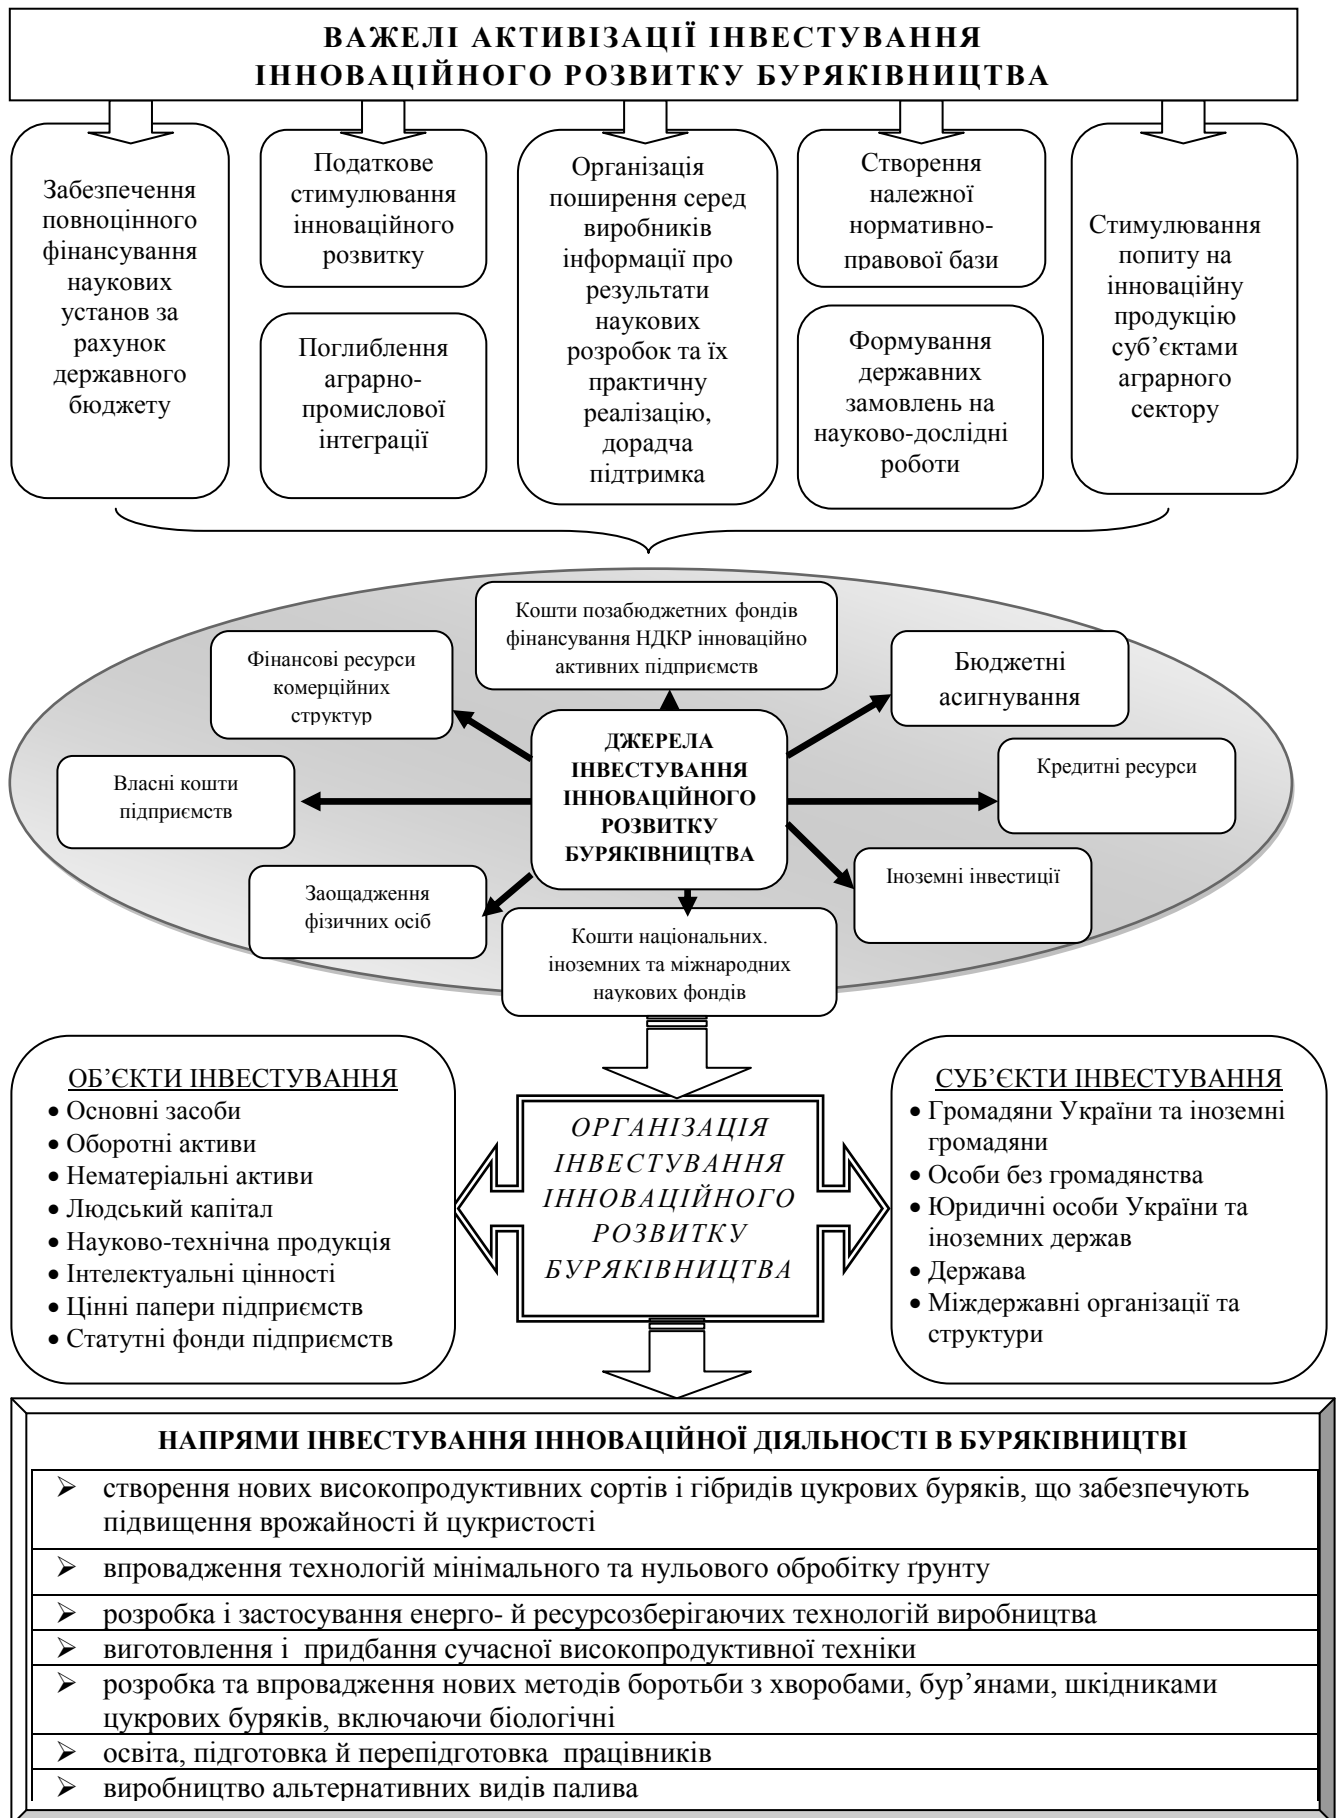 ВАЖЕЛІ АКТИВІЗАЦІЇ ІНВЕСТУВАННЯ
ІННОВАЦІЙНОГО РОЗВИТКУ БУРЯКІВНИЦТВА
Забезпечення
повноцінного
фінансування
наукових
установ за
рахунок
державного
бюджету
Податкове
стимулювання
інноваційного
розвитку
Поглиблення
аграрно-
промислової
інтеграції
Організація
поширення серед
виробників
інформації про
результати
наукових
розробок та їх
практичну
реалізацію,
дорадча
підтримка
Створення
належної
нормативно-
правової бази
Формування
державних
замовлень на
науково-дослідні
роботи
Стимулювання
попиту на
інноваційну
продукцію
суб’єктами
аграрного
сектору
Кошти позабюджетних фондів
фінансування НДКР інноваційно
активних підприємств
Фінансові ресурси
комерційних
структур
Бюджетні
асигнування
Власні кошти
підприємств
ДЖЕРЕЛА
ІНВЕСТУВАННЯ
ІННОВАЦІЙНОГО
РОЗВИТКУ
БУРЯКІВНИЦТВА
Кредитні ресурси
Заощадження
фізичних осіб
Іноземні інвестиції
Кошти національних.
іноземних та міжнародних
наукових фондів
ОБ’ЄКТИ ІНВЕСТУВАННЯ
• Основні засоби
• Оборотні активи
• Нематеріальні активи
• Людський капітал
• Науково-технічна продукція
• Інтелектуальні цінності
• Цінні папери підприємств
• Статутні фонди підприємств
ОРГАНІЗАЦІЯ
ІНВЕСТУВАННЯ
ІННОВАЦІЙНОГО
РОЗВИТКУ
БУРЯКІВНИЦТВА
СУБ’ЄКТИ ІНВЕСТУВАННЯ
• Громадяни України та іноземні
громадяни
• Особи без громадянства
• Юридичні особи України та
іноземних держав
• Держава
• Міждержавні організації та
структури
НАПРЯМИ ІНВЕСТУВАННЯ ІННОВАЦІЙНОЇ ДІЯЛЬНОСТІ В БУРЯКІВНИЦТВІ
➢ створення нових високопродуктивних сортів і гібридів цукрових буряків, що забезпечують
підвищення врожайності й цукристості
➢ впровадження технологій мінімального та нульового обробітку ґрунту
➢ розробка і застосування енерго- й ресурсозберігаючих технологій виробництва
➢ виготовлення і придбання сучасної високопродуктивної техніки
➢ розробка та впровадження нових методів боротьби з хворобами, бур’янами, шкідниками
цукрових буряків, включаючи біологічні
➢ освіта, підготовка й перепідготовка працівників
➢ виробництво альтернативних видів палива